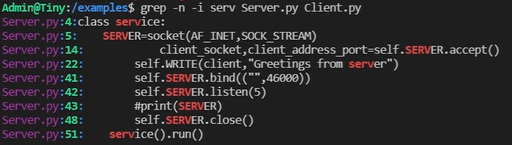 Admin@Tiny:/examples$ grep -n -i serv Server.py Client.py
Server.py:4:class service:
Server.py:5:    SERVER=socket(AF_INET,SOCK_STREAM)
Server.py:14:            client_socket,client_address_port=self.SERVER.accept()
Server.py:22:        self.WRITE(client,"Greetings from server")
Server.py:41:        self.SERVER.bind(("",46000))
Server.py:42:        self.SERVER.listen(5)
Server.py:43:        #print(SERVER)
Server.py:48:        self.SERVER.close()
Server.py:51:    service().run()